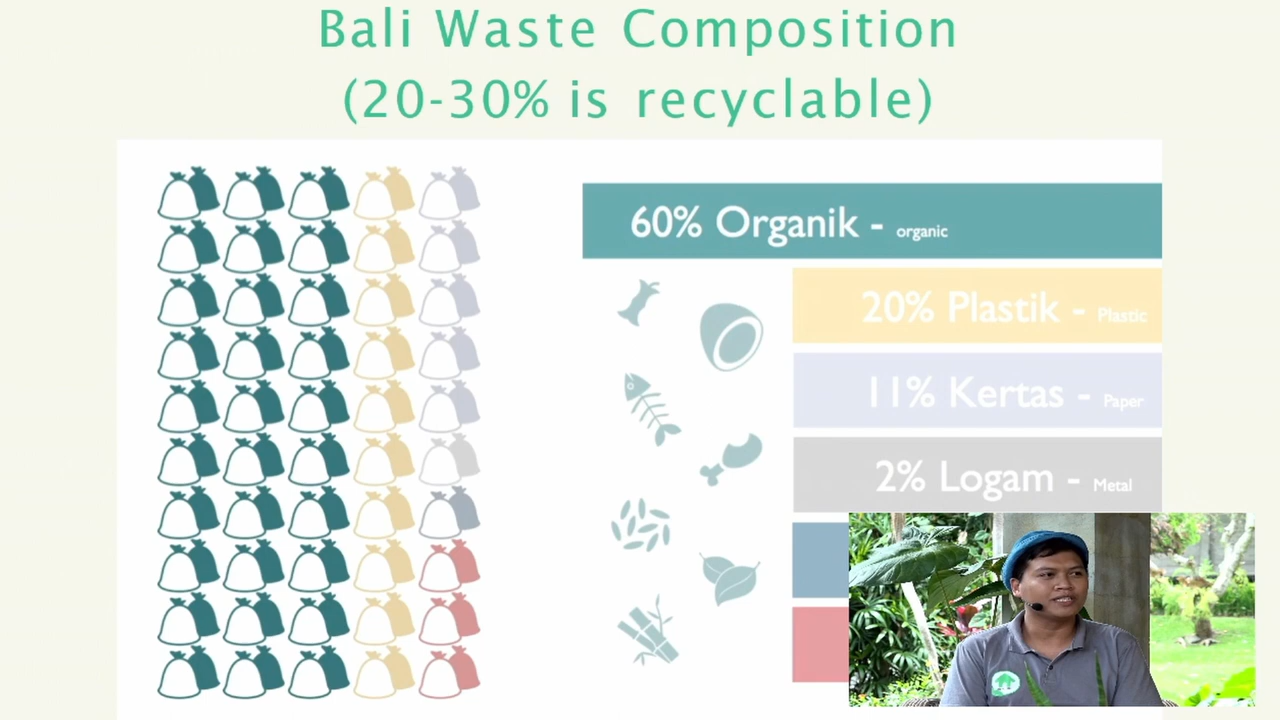 Bali Waste Composition
(20-30% is recyclable)
60% Organik - organic
20% Plastik - Plastic
11% Kertas - Paper
2% Logam - Metal